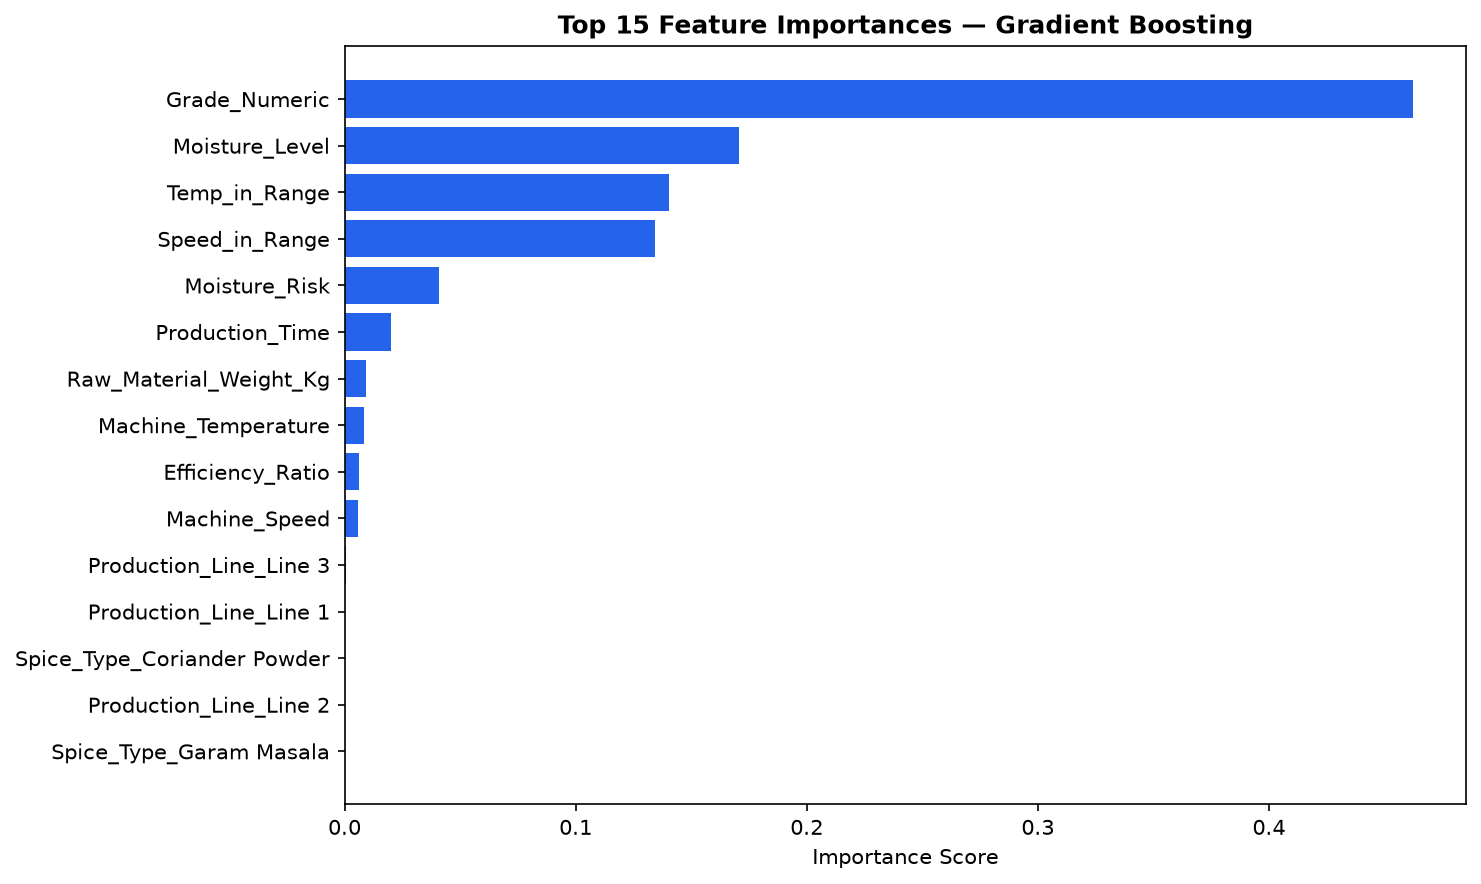 Top 15 Feature Importances — Gradient Boosting
Grade_Numeric
Moisture_Level
Temp_in_Range
Speed_in_Range
Moisture_Risk
Production_Time
Raw_Material_Weight_Kg
Machine_Temperature
Efficiency_Ratio
Machine_Speed
Production_Line_Line 3
Production_Line_Line 1
Spice_Type_Coriander Powder
Production_Line_Line 2
Spice_Type_Garam Masala
0.0 0.1 0.2 0.3 0.4
Importance Score